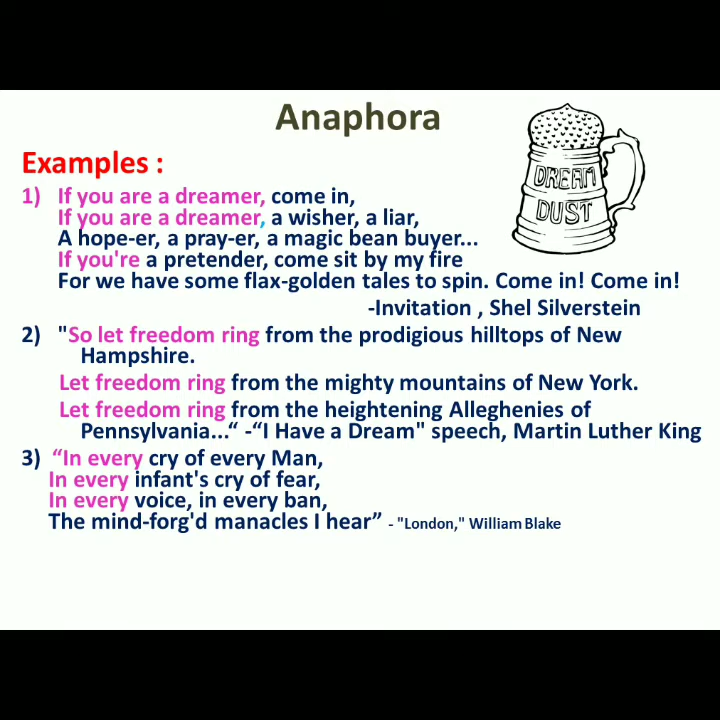 Anaphora
DREAM
DUST
Examples :
1) If you are a dreamer, come in,
If you are a dreamer, a wisher, a liar,
A hope-er, a pray-er, a magic bean buyer...
If you're a pretender, come sit by my fire
For we have some flax-golden tales to spin. Come in! Come in!
-Invitation , Shel Silverstein
2) "So let freedom ring from the prodigious hilltops of New
Hampshire.
Let freedom ring from the mighty mountains of New York.
Let freedom ring from the heightening Alleghenies of
Pennsylvania...“ -“I Have a Dream" speech, Martin Luther King
3) “In every cry of every Man,
In every infant's cry of fear,
In every voice, in every ban,
The mind-forg'd manacles I hear” - "London," William Blake